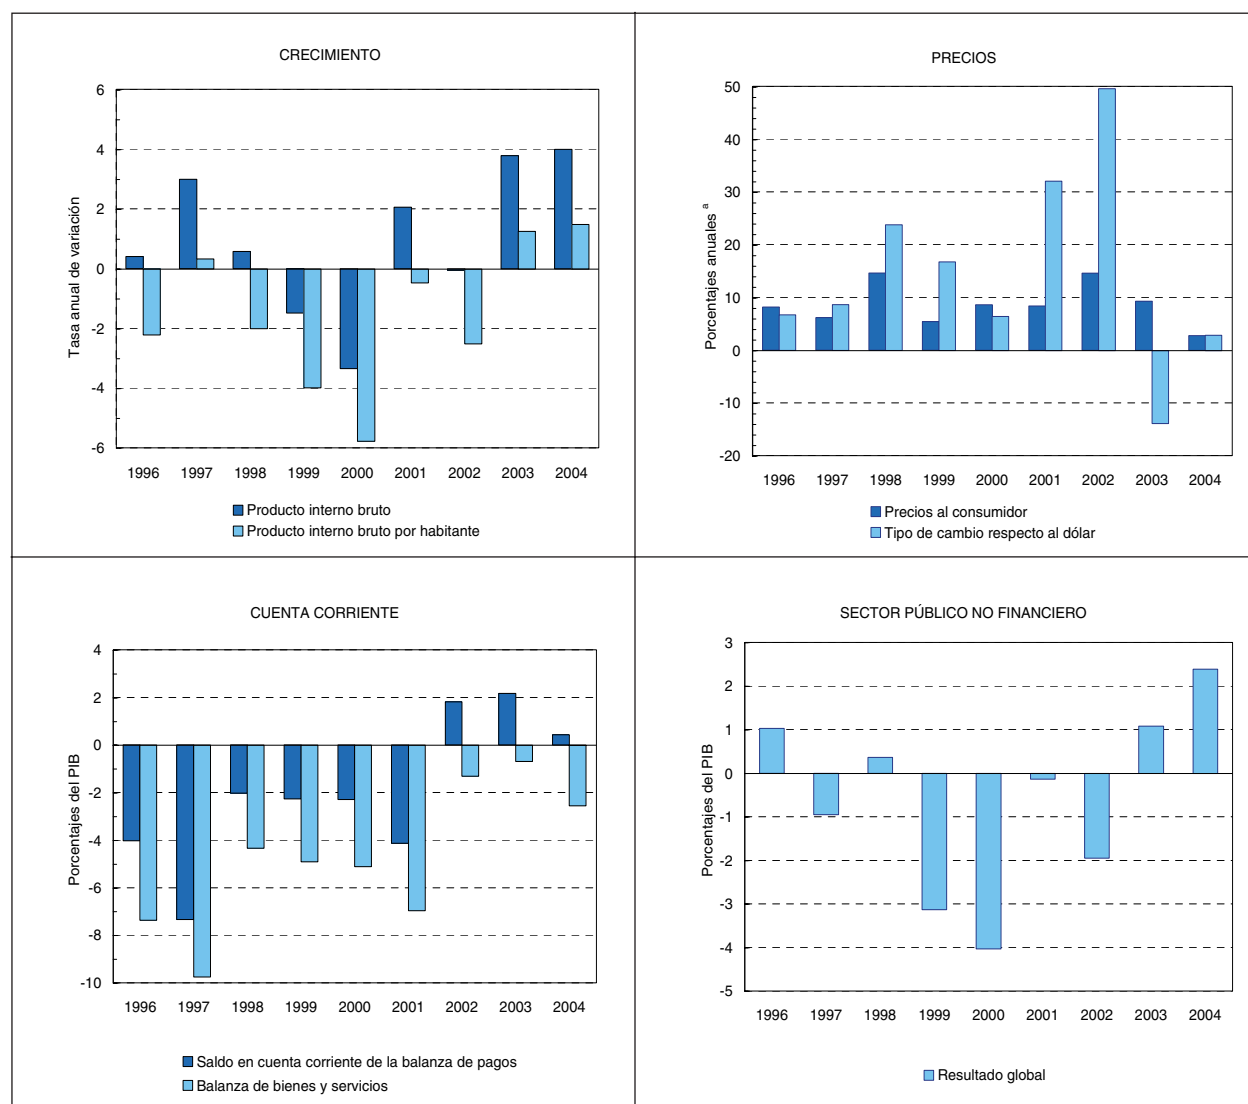 CRECIMIENTO
Tasa anual de variación
6
4
2
0
-2
-4
-6
1996 1997 1998 1999 2000 2001 2002 2003 2004
Producto interno bruto
Producto interno bruto por habitante
PRECIOS
Porcentajes anuales a
50
40
30
20
10
0
-10
-20
1996 1997 1998 1999 2000 2001 2002 2003 2004
Precios al consumidor
Tipo de cambio respecto al dólar
CUENTA CORRIENTE
Porcentajes del PIB
4
2
0
-2
-4
-6
-8
-10
1996 1997 1998 1999 2000 2001 2002 2003 2004
Saldo en cuenta corriente de la balanza de pagos
Balanza de bienes y servicios
SECTOR PÚBLICO NO FINANCIERO
Porcentajes del PIB
3
2
1
0
-1
-2
-3
-4
-5
1996 1997 1998 1999 2000 2001 2002 2003 2004
Resultado global